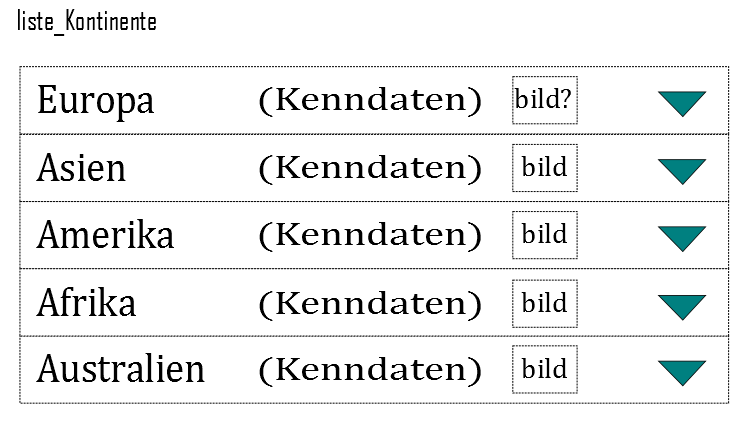 liste_Kontinente
Europa (Kenndaten) bild?
Asien (Kenndaten) bild
Amerika (Kenndaten) bild
Afrika (Kenndaten) bild
Australien (Kenndaten) bild